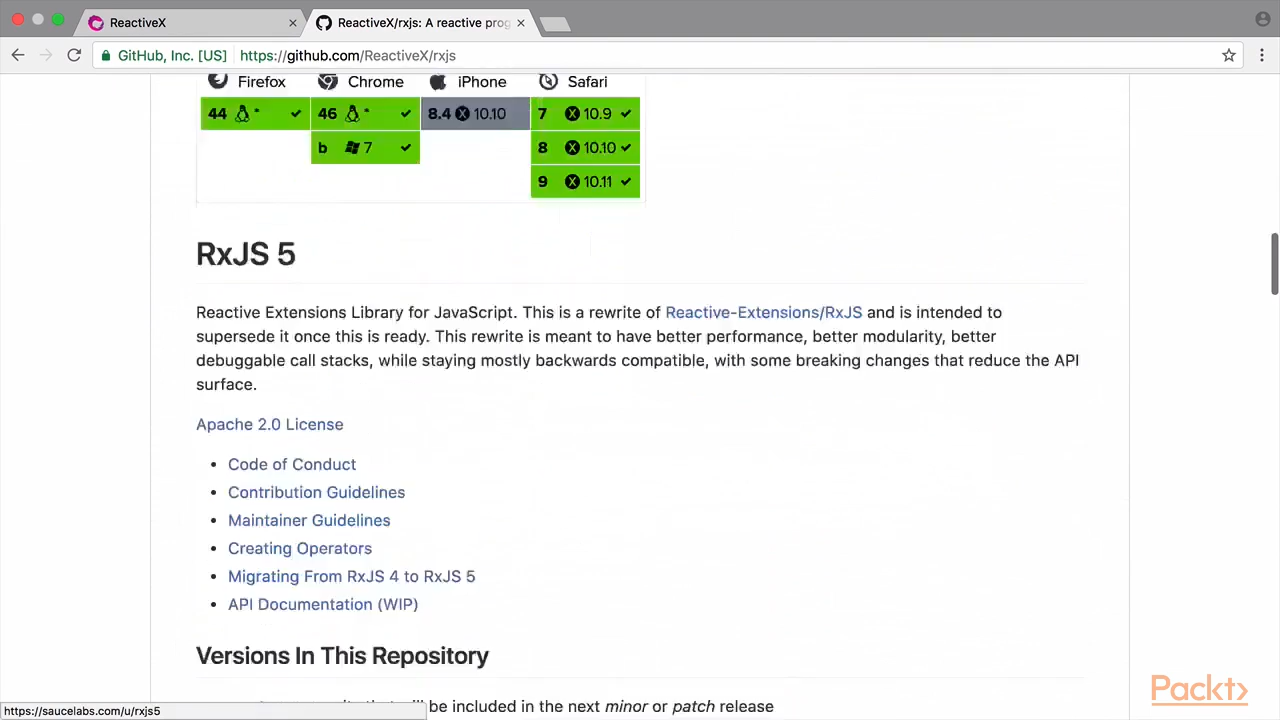 ReactiveX
ReactiveX/rxjs: A reactive prog
GitHub, Inc. [US] https://github.com/ReactiveX/rxjs
Firefox Chrome iPhone Safari
44 * 46 * 8.4 10.10 7 10.9
b 7 8 10.10
9 10.11
RxJS 5
Reactive Extensions Library for JavaScript. This is a rewrite of Reactive-Extensions/RxJS and is intended to
supersede it once this is ready. This rewrite is meant to have better performance, better modularity, better
debuggable call stacks, while staying mostly backwards compatible, with some breaking changes that reduce the API
surface.
Apache 2.0 License
• Code of Conduct
• Contribution Guidelines
• Maintainer Guidelines
• Creating Operators
• Migrating From RxJS 4 to RxJS 5
• API Documentation (WIP)
Versions In This Repository
be included in the next minor or patch release
https://saucelabs.com/u/rxjs5
Packt>